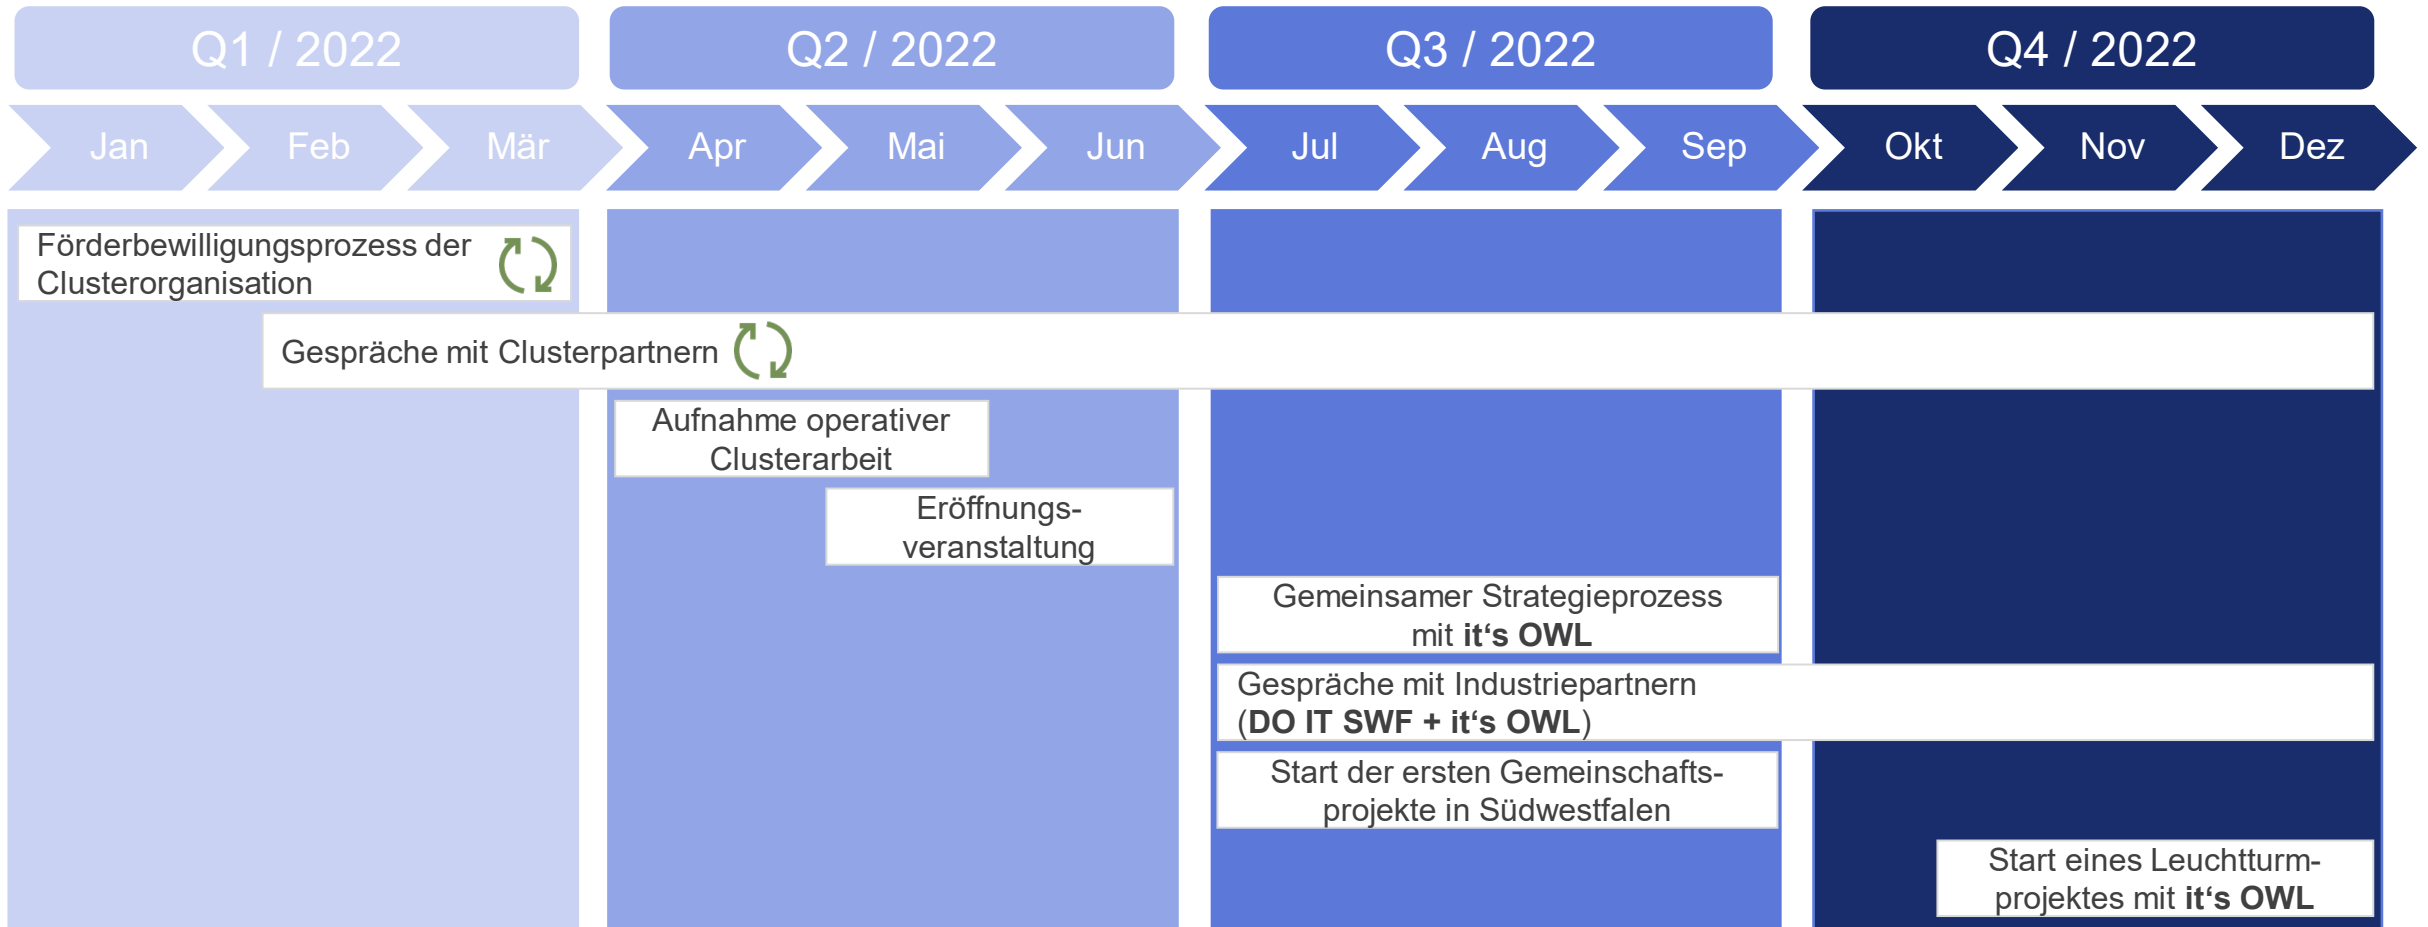 Q1 / 2022
Q2 / 2022
Q3 / 2022
Q4 / 2022
Jan
Feb
Mär
Apr
Mai
Jun
Jul
Aug
Sep
Okt
Nov
Dez
Förderbewilligungsprozess der
Clusterorganisation
Gespräche mit Clusterpartnern
Aufnahme operativer
Clusterarbeit
Eröffnungs-
veranstaltung
Gemeinsamer Strategieprozess
mit it‘s OWL
Gespräche mit Industriepartnern
(DO IT SWF + it‘s OWL)
Start der ersten Gemeinschafts-
projekte in Südwestfalen
Start eines Leuchtturm-
projektes mit it‘s OWL